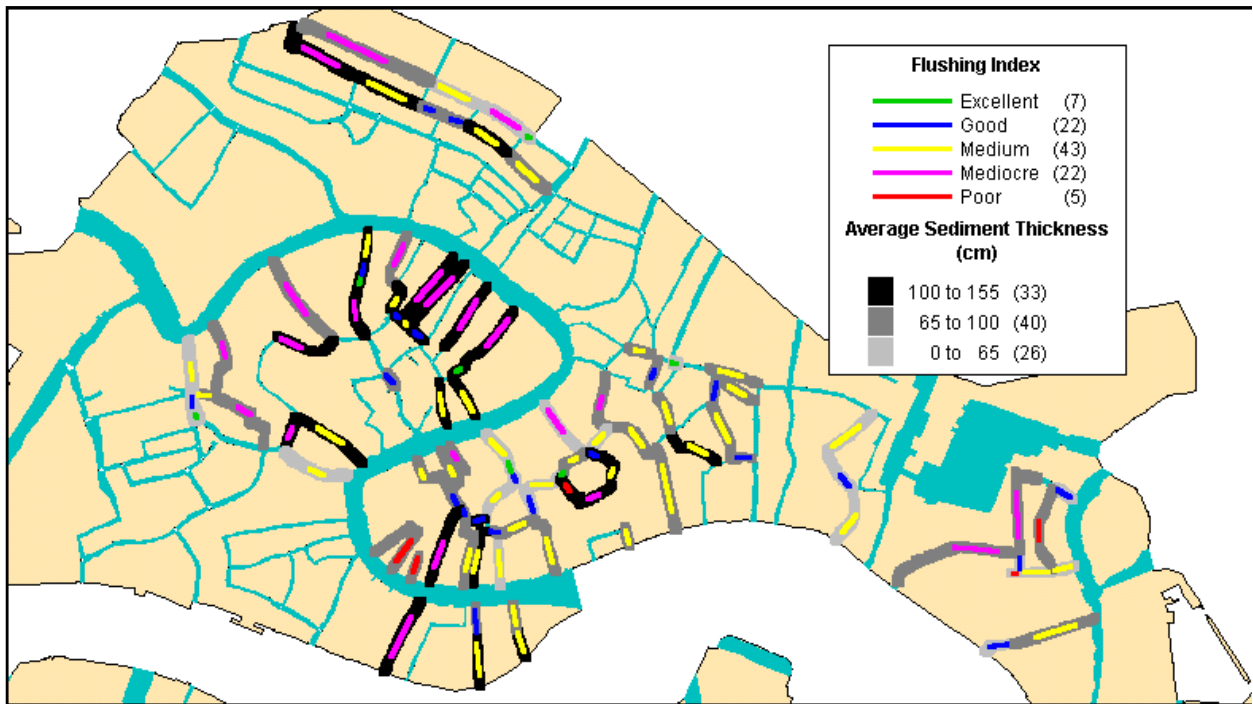 Flushing Index
Excellent (7)
Good (22)
Medium (43)
Mediocre (22)
Poor (5)
Average Sediment Thickness
(cm)
100 to 155 (33)
65 to 100 (40)
0 to 65 (26)